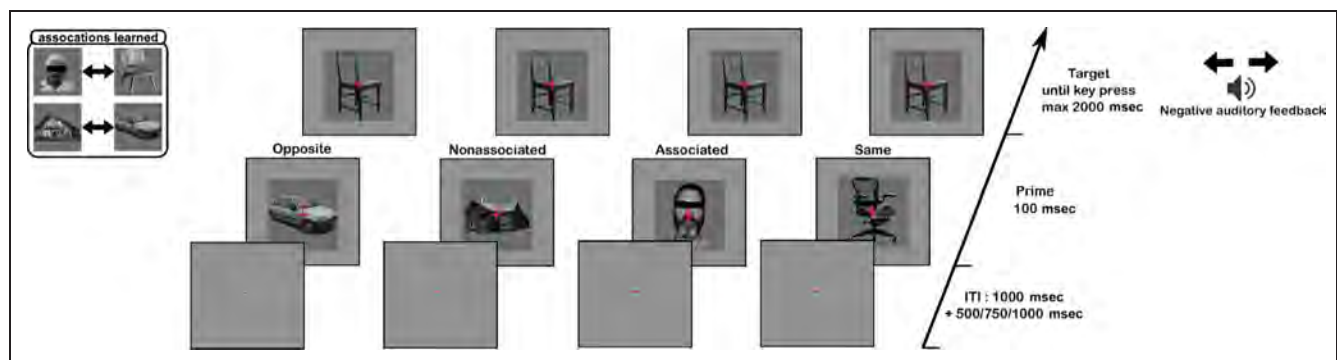 assocations learned
Opposite
Nonassociated
Associated
Same
Target
until key press
max 2000 msec
Negative auditory feedback
Prime
100 msec
ITI : 1000 msec
+ 500/750/1000 msec